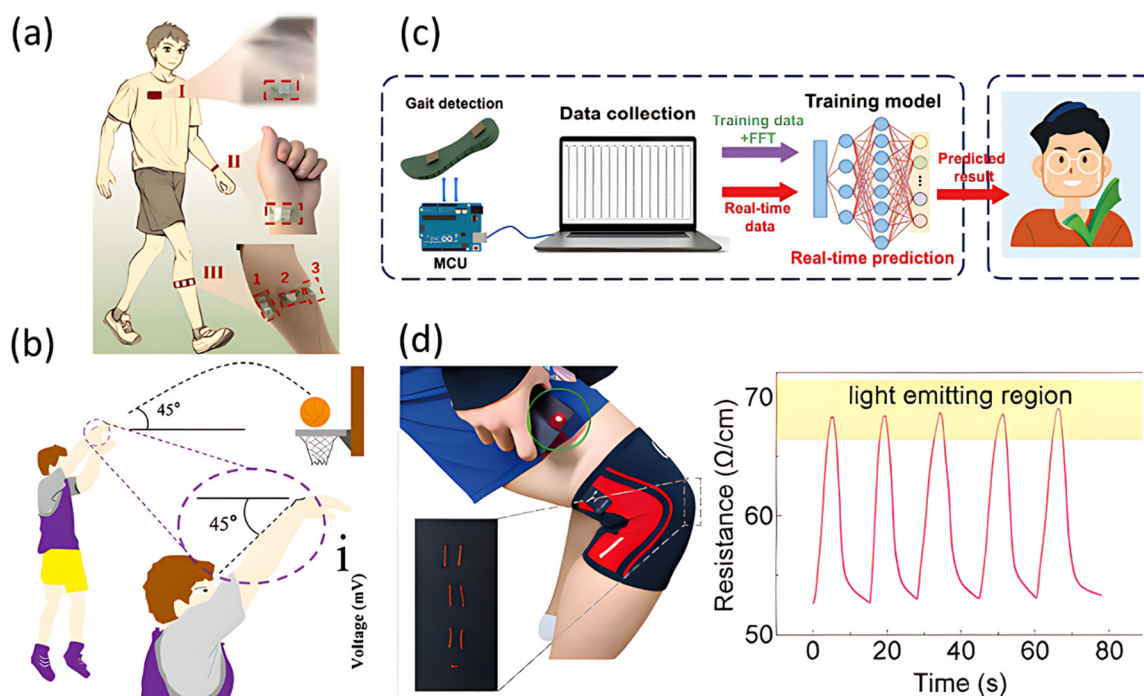 (a)
I
II
III
1
2
3
(b)
45°
45°
i
Voltage (mV)
(c)
Gait detection
MCU
Data collection
Training data
+FFT
Real-time
data
Training model
Real-time prediction
Predicted
result
(d)
light emitting region
Resistance (Ω/cm)
70
60
50
0
20
40
60
80
Time (s)